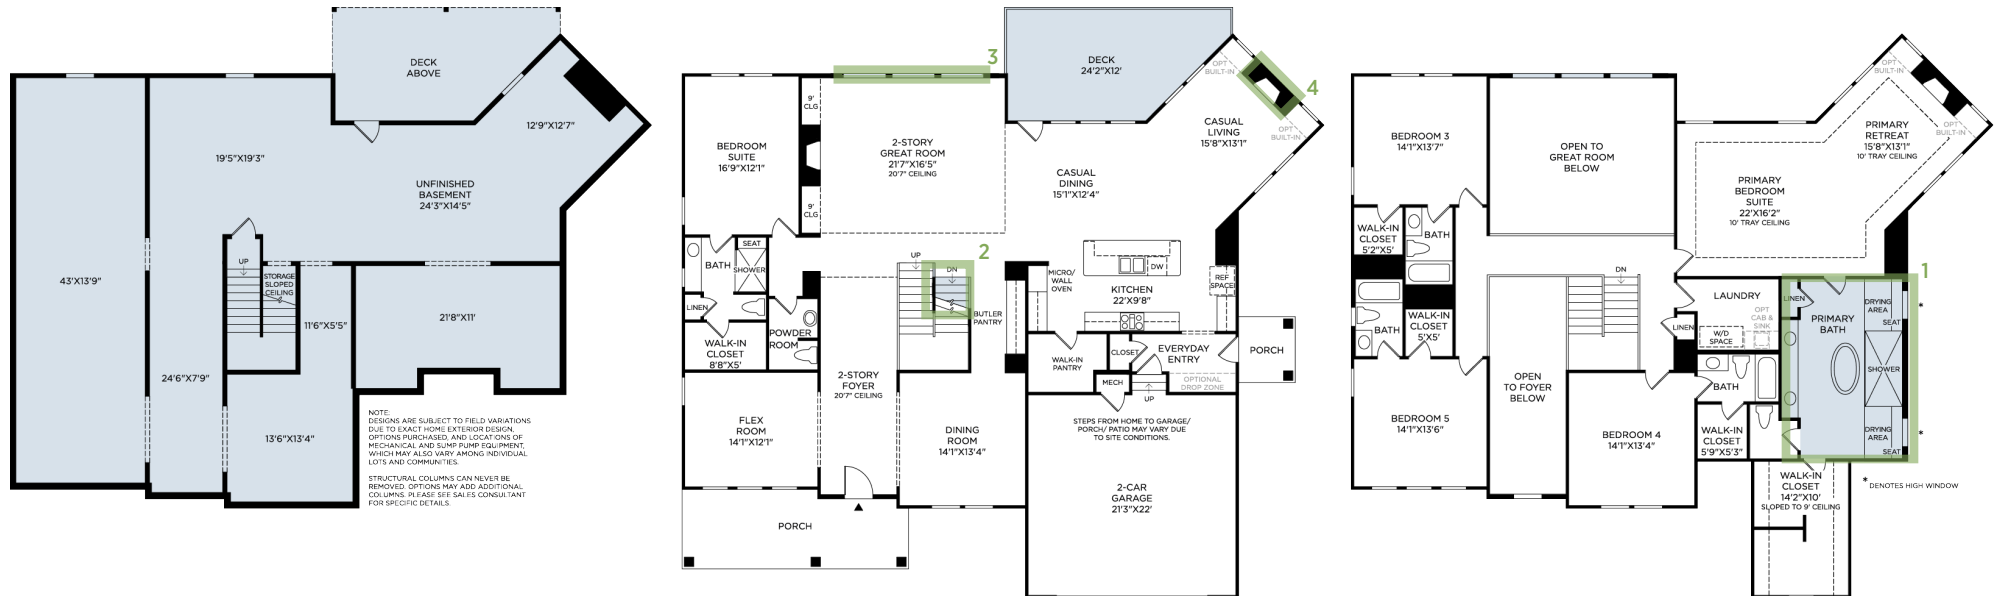 DECK
ABOVE
12'9"X12'7"
19'5"X19'3"
UNFINISHED
BASEMENT
24'3"X14'5"
UP
STORAGE
SLOPED
CEILING
43'X13'9"
11'6"X5'5"
21'8"X11'
24'6"X7'9"
13'6"X13'4"
NOTE:
DESIGNS ARE SUBJECT TO FIELD VARIATIONS
DUE TO EXACT HOME EXTERIOR DESIGN,
OPTIONS PURCHASED, AND LOCATIONS OF
MECHANICAL AND SUMP PUMP EQUIPMENT,
WHICH MAY ALSO VARY AMONG INDIVIDUAL
LOTS AND COMMUNITIES.
STRUCTURAL COLUMNS CAN NEVER BE
REMOVED. OPTIONS MAY ADD ADDITIONAL
COLUMNS. PLEASE SEE SALES CONSULTANT
FOR SPECIFIC DETAILS.
3
DECK
24'2"X12'
OPT
BUILT-IN
4
9'
CLG
CASUAL
LIVING
15'8"X13'1"
OPT
BUILT-IN
BEDROOM
SUITE
16'9"X12'1"
2-STORY
GREAT ROOM
21'7"X16'5"
20'7" CEILING
CASUAL
DINING
15'1"X12'4"
9'
CLG
SEAT
BATH
SHOWER
UP
2
DN
MICRO/
WALL
OVEN
DW
REF
SPACE
KITCHEN
22'X9'8"
LINEN
BUTLER
PANTRY
POWDER
ROOM
WALK-IN
CLOSET
8'8"X5'
WALK-IN
PANTRY
CLOSET
EVERYDAY
ENTRY
PORCH
2-STORY
FOYER
20'7" CEILING
MECH
UP
OPTIONAL
DROP ZONE
FLEX
ROOM
14'1"X12'1"
DINING
ROOM
14'1"X13'4"
STEPS FROM HOME TO GARAGE/
PORCH/ PATIO MAY VARY DUE
TO SITE CONDITIONS.
2-CAR
GARAGE
21'3"X22'
PORCH
OPT
BUILT-IN
BEDROOM 3
14'1"X13'7"
OPEN TO
GREAT ROOM
BELOW
PRIMARY
RETREAT
15'8"X13'1"
10' TRAY CEILING
OPT
BUILT-IN
PRIMARY
BEDROOM
SUITE
22'X16'2"
10' TRAY CEILING
WALK-IN
CLOSET
5'2"X5'
BATH
DN
1
LAUNDRY
LINEN
DRYING
AREA
*
SEAT
PRIMARY
BATH
OPT
CAB &
SINK
LINEN
W/D
SPACE
BATH
WALK-IN
CLOSET
5'X5'
SHOWER
OPEN
TO FOYER
BELOW
BATH
BEDROOM 5
14'1"X13'6"
BEDROOM 4
14'1"X13'4"
WALK-IN
CLOSET
5'9"X5'3"
DRYING
AREA
*
SEAT
WALK-IN
CLOSET
14'2"X10'
SLOPED TO 9' CEILING
* DENOTES HIGH WINDOW